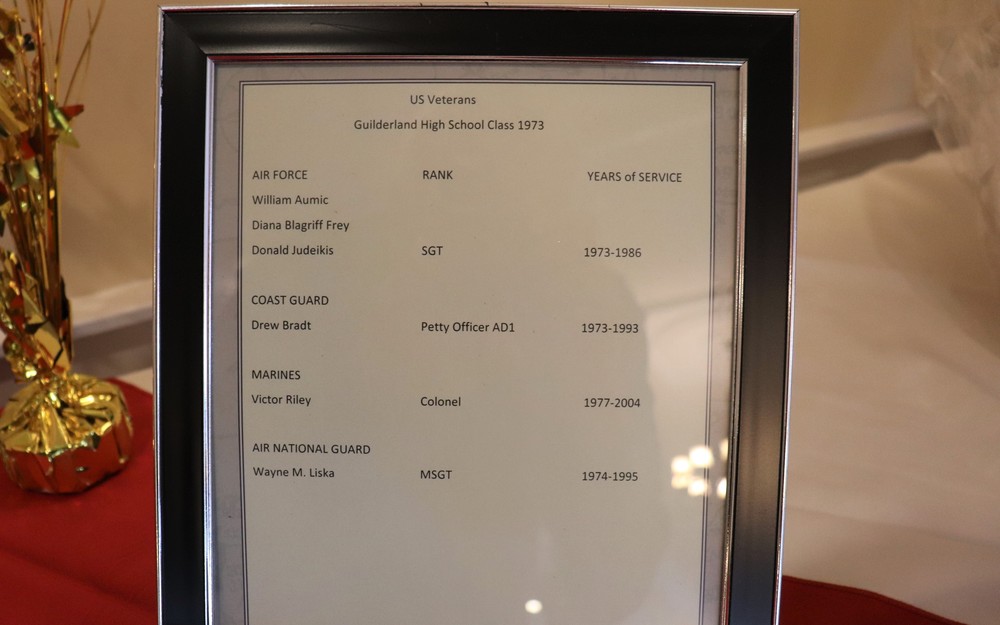 US Veterans
Guilderland High School Class 1973
AIR FORCE RANK YEARS of SERVICE
William Aumic
Diana Blagriff Frey
Donald Judeikis SGT 1973-1986
COAST GUARD
Drew Bradt Petty Officer AD1 1973-1993
MARINES
Victor Riley Colonel 1977-2004
AIR NATIONAL GUARD
Wayne M. Liska MSGT 1974-1995